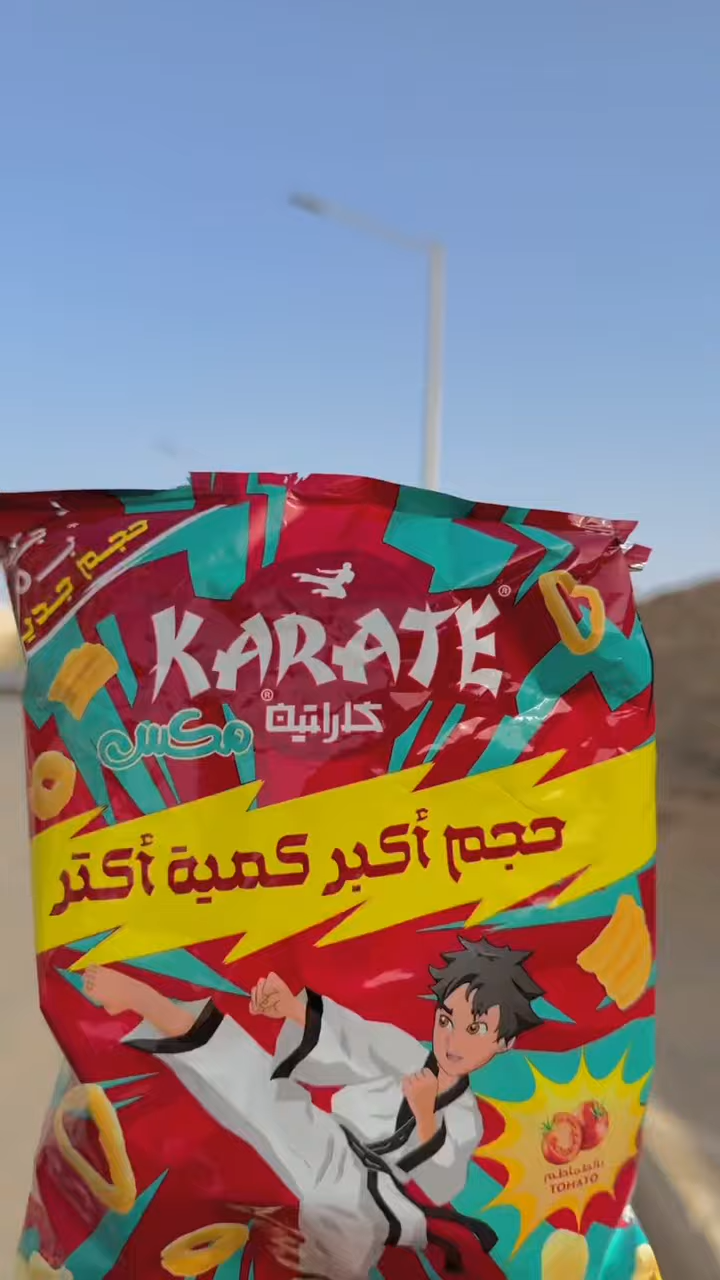 حجم جديد
KARATE®
كاراتيه®
مكس
حجم أكبر كمية أكتر
بالطماطم
TOMATO